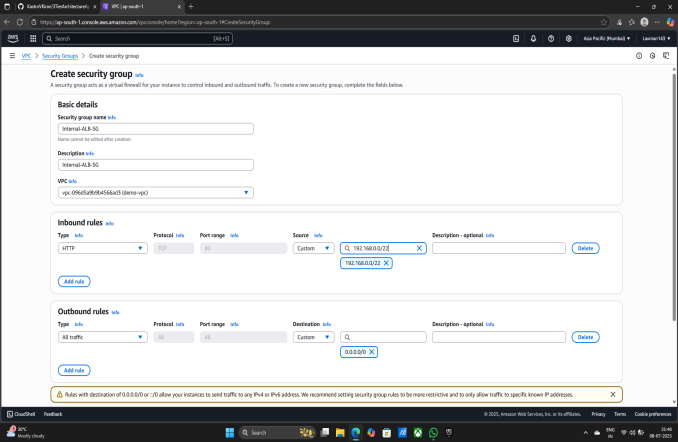 KastroVKiran/3TierArchitecture/
VPC | ap-south-1
https://ap-south-1.console.aws.amazon.com/vpcconsole/home?region=ap-south-1#CreateSecurityGroup:
aws
Search
[Alt+S]
Asia Pacific (Mumbai)
Lawman143
VPC > Security Groups > Create security group
Create security group Info
A security group acts as a virtual firewall for your instance to control inbound and outbound traffic. To create a new security group, complete the fields below.
Basic details
Security group name Info
Internal-ALB-SG
Name cannot be edited after creation.
Description Info
Internal-ALB-SG
VPC Info
vpc-096d5a9b9b4566ad3 (demo-vpc)
Inbound rules Info
Type Info Protocol Info Port range Info Source Info Description - optional Info
HTTP TCP 80 Custom 192.168.0.0/22 Delete
192.168.0.0/22
Add rule
Outbound rules Info
Type Info Protocol Info Port range Info Destination Info Description - optional Info
All traffic All All Custom Delete
0.0.0.0/0
Add rule
Rules with destination of 0.0.0.0/0 or ::/0 allow your instances to send traffic to any IPv4 or IPv6 address. We recommend setting security group rules to be more restrictive and to only allow traffic to specific known IP addresses.
CloudShell Feedback
© 2025, Amazon Web Services, Inc. or its affiliates. Privacy Terms Cookie preferences
30°C
Mostly cloudy
Search
ENG
IN
21:48
08-07-2025